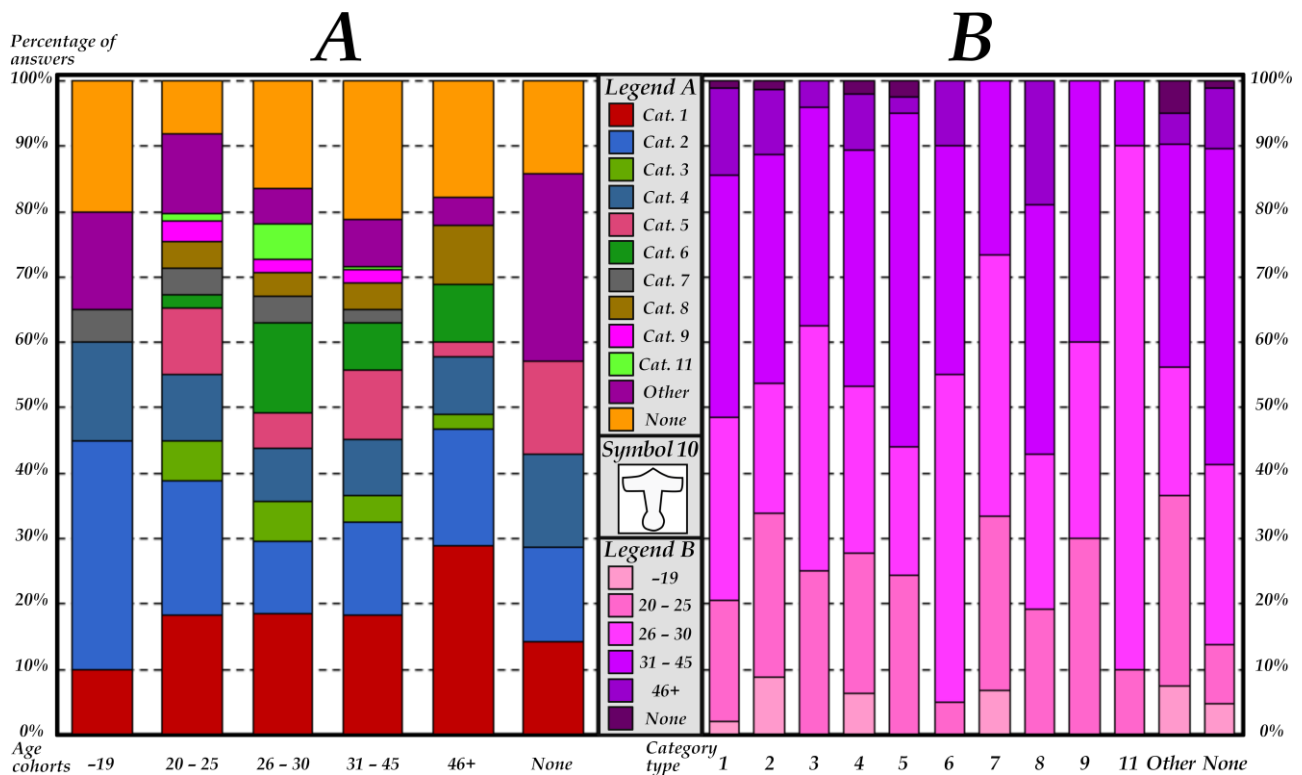 A
B
Percentage of
answers
100%
90%
80%
70%
60%
50%
40%
30%
20%
10%
0%
Age
cohorts
–19
20 – 25
26 – 30
31 – 45
46+
None
Legend A
Cat. 1
Cat. 2
Cat. 3
Cat. 4
Cat. 5
Cat. 6
Cat. 7
Cat. 8
Cat. 9
Cat. 11
Other
None
Symbol 10
Legend B
–19
20 – 25
26 – 30
31 – 45
46+
None
100%
90%
80%
70%
60%
50%
40%
30%
20%
10%
0%
Category
type
1
2
3
4
5
6
7
8
9
11
Other
None